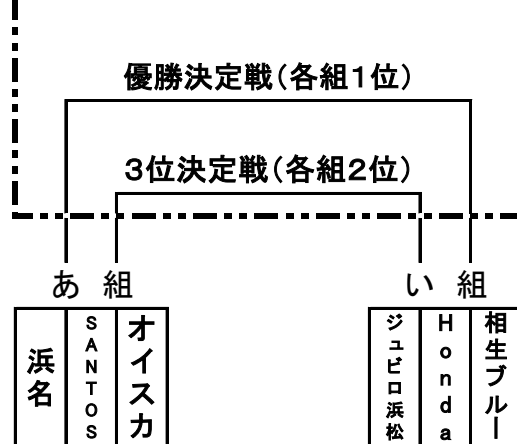 優勝決定戦(各組1位)
3位決定戦(各組2位)
あ 組
い 組
浜名
SANTOS
オイスカ
ジュビロ浜松
Honda
相生ブルー